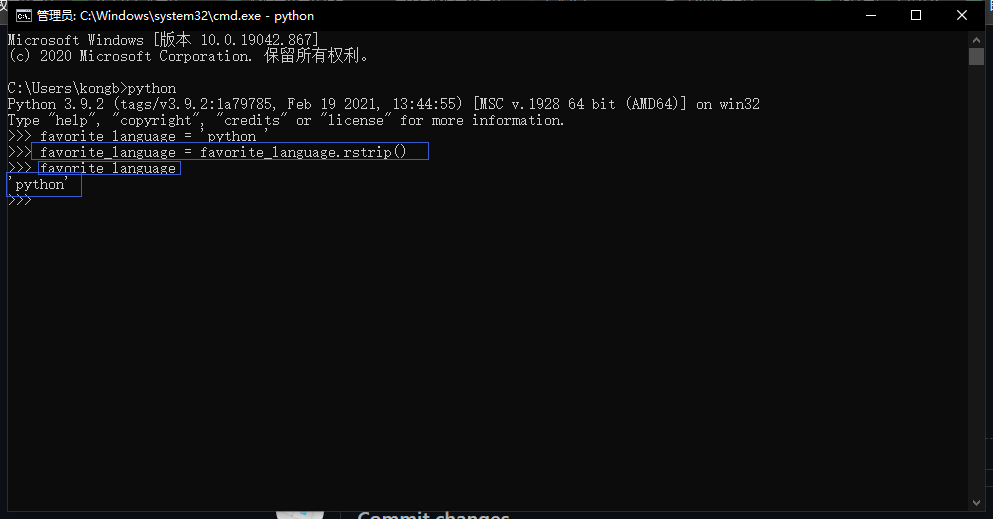 管理员: C:\Windows\system32\cmd.exe - python
Microsoft Windows [版本 10.0.19042.867]
(c) 2020 Microsoft Corporation. 保留所有权利。
C:\Users\kongb>python
Python 3.9.2 (tags/v3.9.2:1a79785, Feb 19 2021, 13:44:55) [MSC v.1928 64 bit (AMD64)] on win32
Type "help", "copyright", "credits" or "license" for more information.
>>> favorite_language = 'python '
>>> favorite_language = favorite_language.rstrip()
>>> favorite_language
'python'
>>>
Commit changes